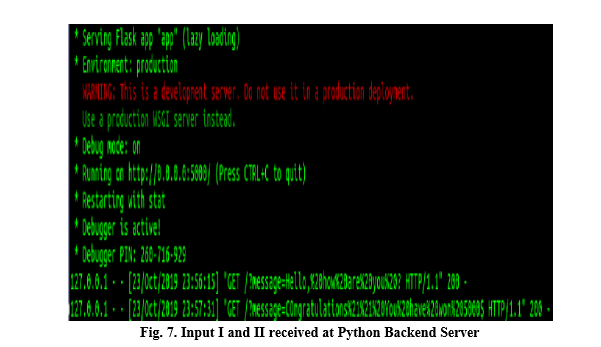 * Serving Flask app "app" (lazy loading)
* Environment: production
WARNING: This is a development server. Do not use it in a production deployment.
Use a production WSGI server instead.
* Debug mode: on
* Running on http://0.0.0.0:5000/ (Press CTRL+C to quit)
* Restarting with stat
* Debugger is active!
* Debugger PIN: 260-716-929
127.0.0.1 - - [23/Oct/2019 23:56:15] "GET /?message=Hello,%20how%20are%20you%20? HTTP/1.1" 200 -
127.0.0.1 - - [23/Oct/2019 23:57:31] "GET /?message=COngratulations%21%21%20You%20have%20won%205000$ HTTP/1.1" 200 -
Fig. 7. Input I and II received at Python Backend Server